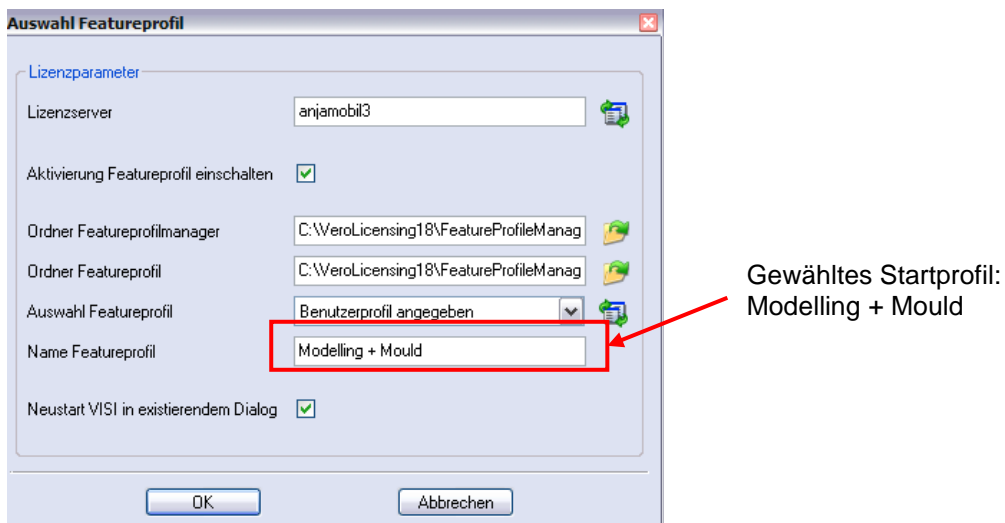 Auswahl Featureprofil
Lizenzparameter
Lizenzserver
anjamobil3
Aktivierung Featureprofil einschalten
Ordner Featureprofilmanager
C:\VeroLicensing18\FeatureProfileManag
Ordner Featureprofil
C:\VeroLicensing18\FeatureProfileManag
Auswahl Featureprofil
Benutzerprofil angegeben
Name Featureprofil
Modelling + Mould
Neustart VISI in existierendem Dialog
OK
Abbrechen
Gewähltes Startprofil:
Modelling + Mould